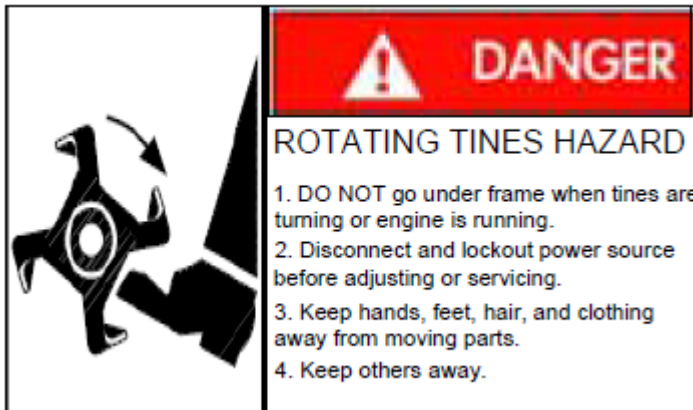 DANGER
ROTATING TINES HAZARD
1. DO NOT go under frame when tines are
turning or engine is running.
2. Disconnect and lockout power source
before adjusting or servicing.
3. Keep hands, feet, hair, and clothing
away from moving parts.
4. Keep others away.